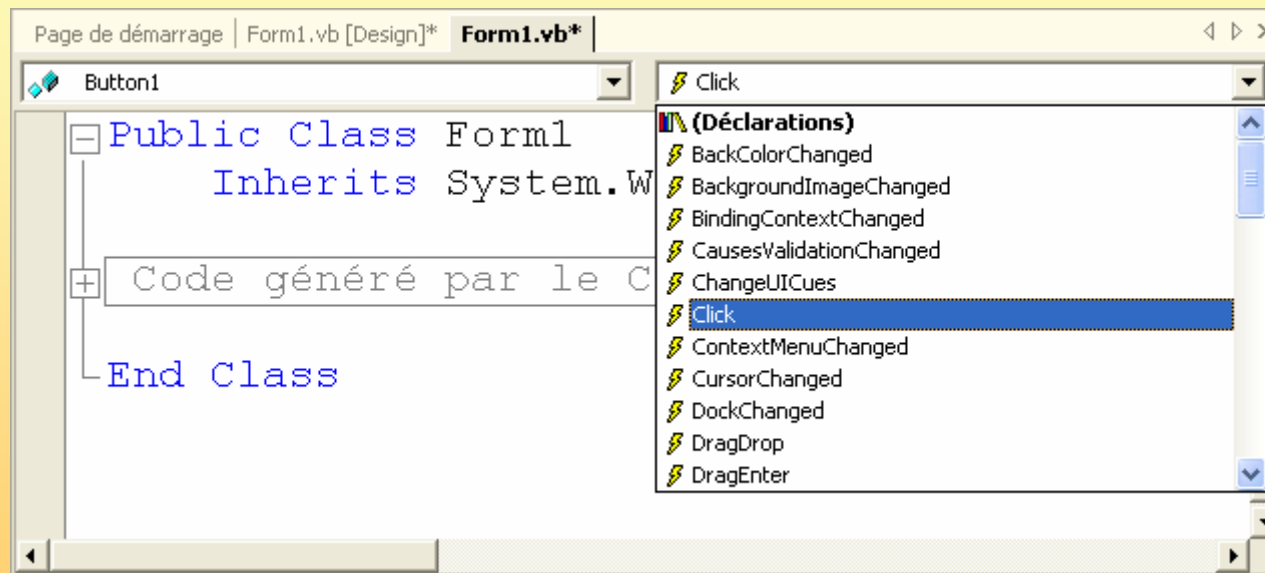 Page de démarrage | Form1.vb [Design]* Form1.vb*
Button1
Click
Public Class Form1
Inherits System.W
Code généré par le C
End Class
(Déclarations)
BackColorChanged
BackgroundImageChanged
BindingContextChanged
CausesValidationChanged
ChangeUICues
Click
ContextMenuChanged
CursorChanged
DockChanged
DragDrop
DragEnter